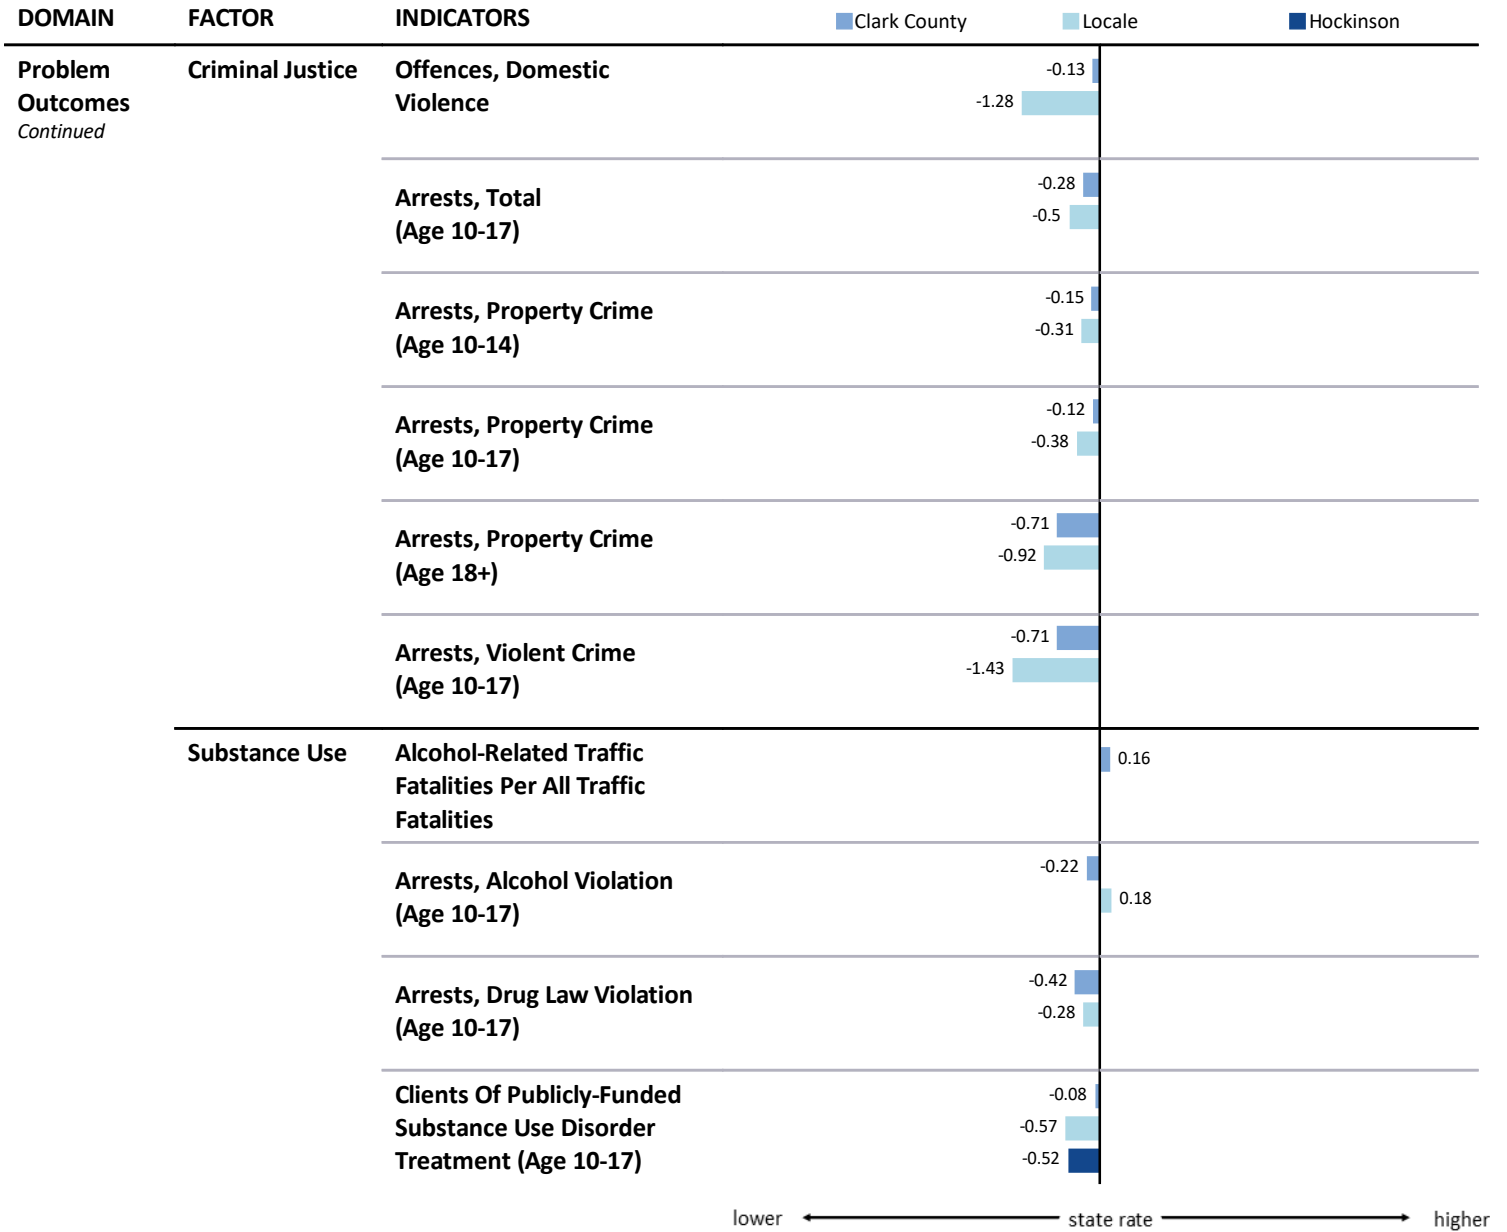 DOMAIN FACTOR INDICATORS Clark County Locale Hockinson
Problem Outcomes
Continued
Criminal Justice
Offences, Domestic
Violence
-0.13
-1.28
Arrests, Total
(Age 10-17)
-0.28
-0.5
Arrests, Property Crime
(Age 10-14)
-0.15
-0.31
Arrests, Property Crime
(Age 10-17)
-0.12
-0.38
Arrests, Property Crime
(Age 18+)
-0.71
-0.92
Arrests, Violent Crime
(Age 10-17)
-0.71
-1.43
Substance Use
Alcohol-Related Traffic
Fatalities Per All Traffic
Fatalities
0.16
Arrests, Alcohol Violation
(Age 10-17)
-0.22
0.18
Arrests, Drug Law Violation
(Age 10-17)
-0.42
-0.28
Clients Of Publicly-Funded
Substance Use Disorder
Treatment (Age 10-17)
-0.08
-0.57
-0.52
lower state rate higher